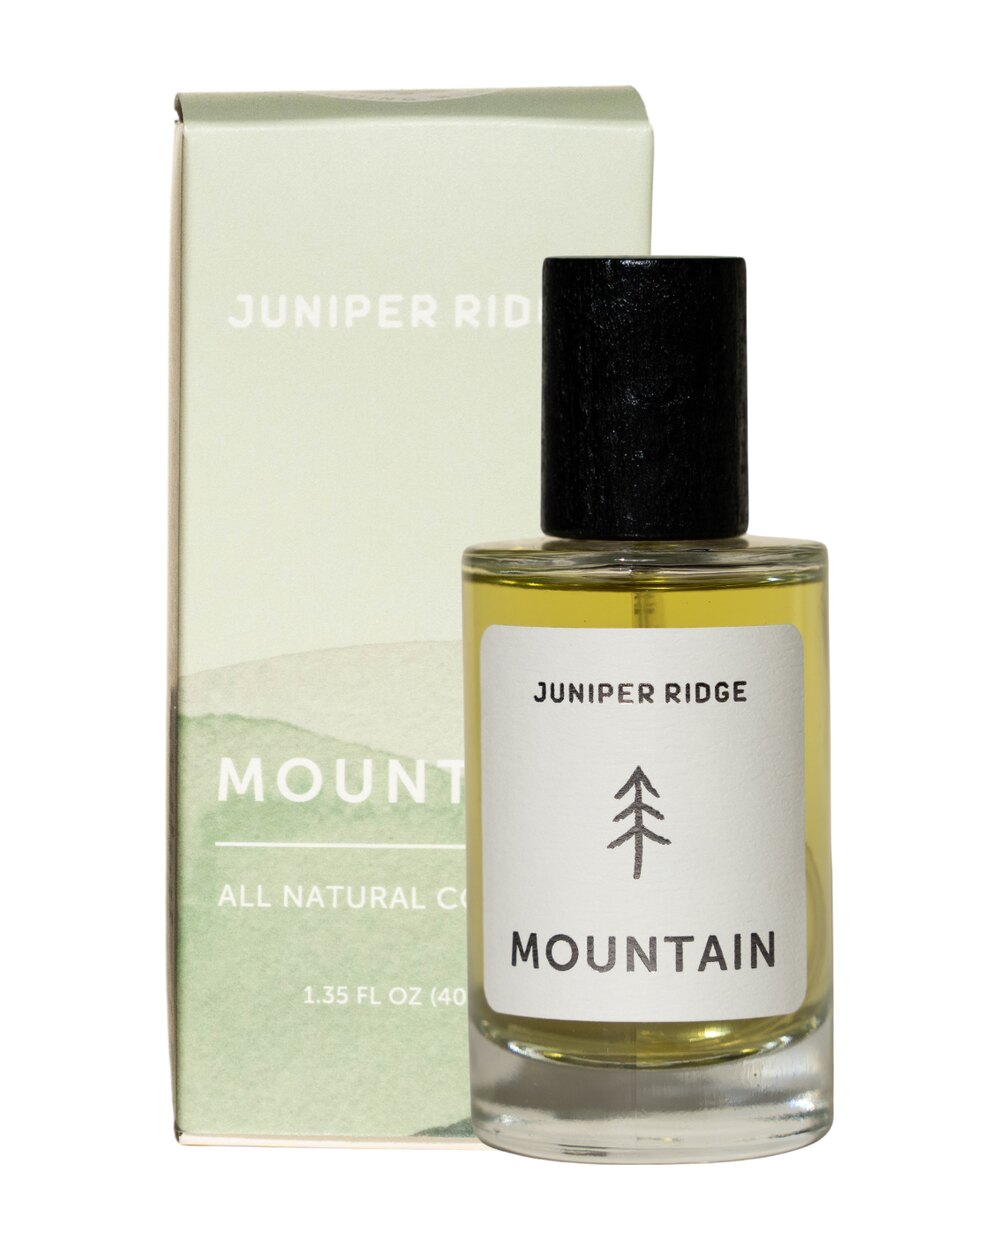 JUNIPER RID
MOUNT
ALL NATURAL CO
1.35 FL OZ (40
JUNIPER RIDGE
MOUNTAIN